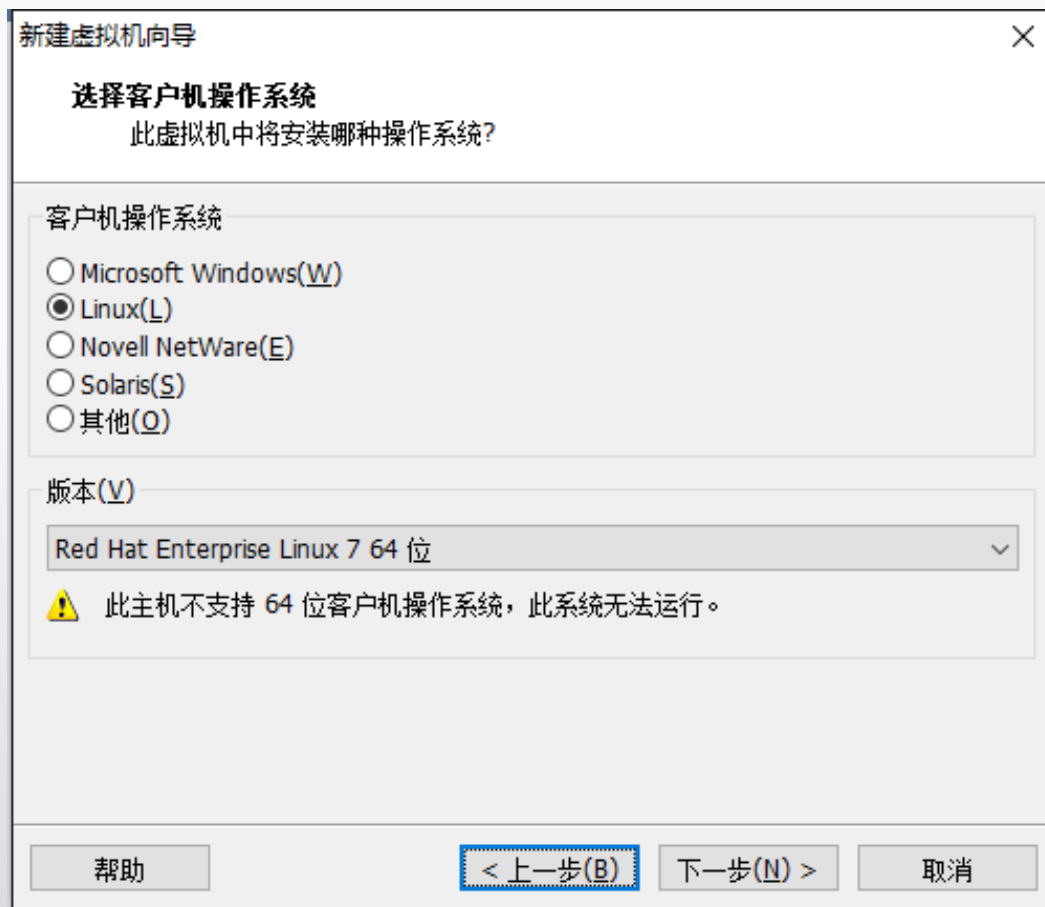 新建虚拟机向导
选择客户机操作系统
此虚拟机中将安装哪种操作系统?
客户机操作系统
Microsoft Windows(W)
Linux(L)
Novell NetWare(E)
Solaris(S)
其他(O)
版本(V)
Red Hat Enterprise Linux 7 64 位
此主机不支持 64 位客户机操作系统，此系统无法运行。
帮助 < 上一步(B) 下一步(N) > 取消